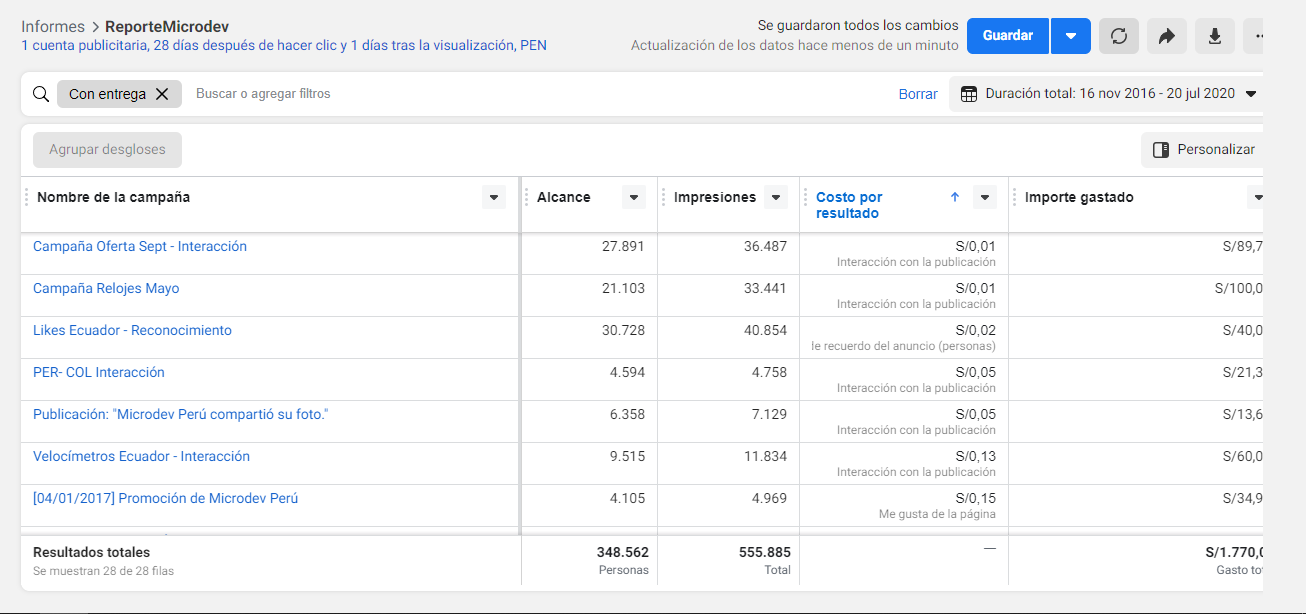 Informes > ReporteMicrodev
1 cuenta publicitaria, 28 días después de hacer clic y 1 días tras la visualización, PEN
Se guardaron todos los cambios
Actualización de los datos hace menos de un minuto
Guardar
Con entrega
Buscar o agregar filtros
Borrar
Duración total: 16 nov 2016 - 20 jul 2020
Agrupar desgloses
Personalizar
Nombre de la campaña Alcance Impresiones Costo por resultado Importe gastado
Campaña Oferta Sept - Interacción 27.891 36.487 S/0,01 S/89,7
Interacción con la publicación
Campaña Relojes Mayo 21.103 33.441 S/0,01 S/100,0
Interacción con la publicación
Likes Ecuador - Reconocimiento 30.728 40.854 S/0,02 S/40,0
le recuerdo del anuncio (personas)
PER- COL Interacción 4.594 4.758 S/0,05 S/21,3
Interacción con la publicación
Publicación: "Microdev Perú compartió su foto." 6.358 7.129 S/0,05 S/13,6
Interacción con la publicación
Velocímetros Ecuador - Interacción 9.515 11.834 S/0,13 S/60,0
Interacción con la publicación
[04/01/2017] Promoción de Microdev Perú 4.105 4.969 S/0,15 S/34,9
Me gusta de la página
Resultados totales 348.562 555.885 — S/1.770,0
Se muestran 28 de 28 filas Personas Total Gasto tot